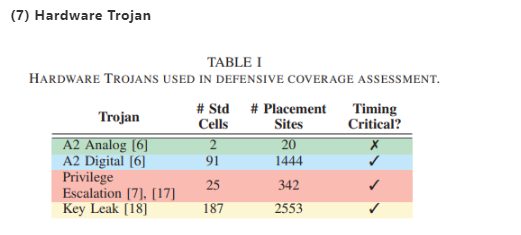 (7) Hardware Trojan
TABLE I
HARDWARE TROJANS USED IN DEFENSIVE COVERAGE ASSESSMENT.
Trojan # Std Cells # Placement Sites Timing Critical?
A2 Analog [6] 2 20 ✗
A2 Digital [6] 91 1444 ✓
Privilege Escalation [7], [17] 25 342 ✓
Key Leak [18] 187 2553 ✓